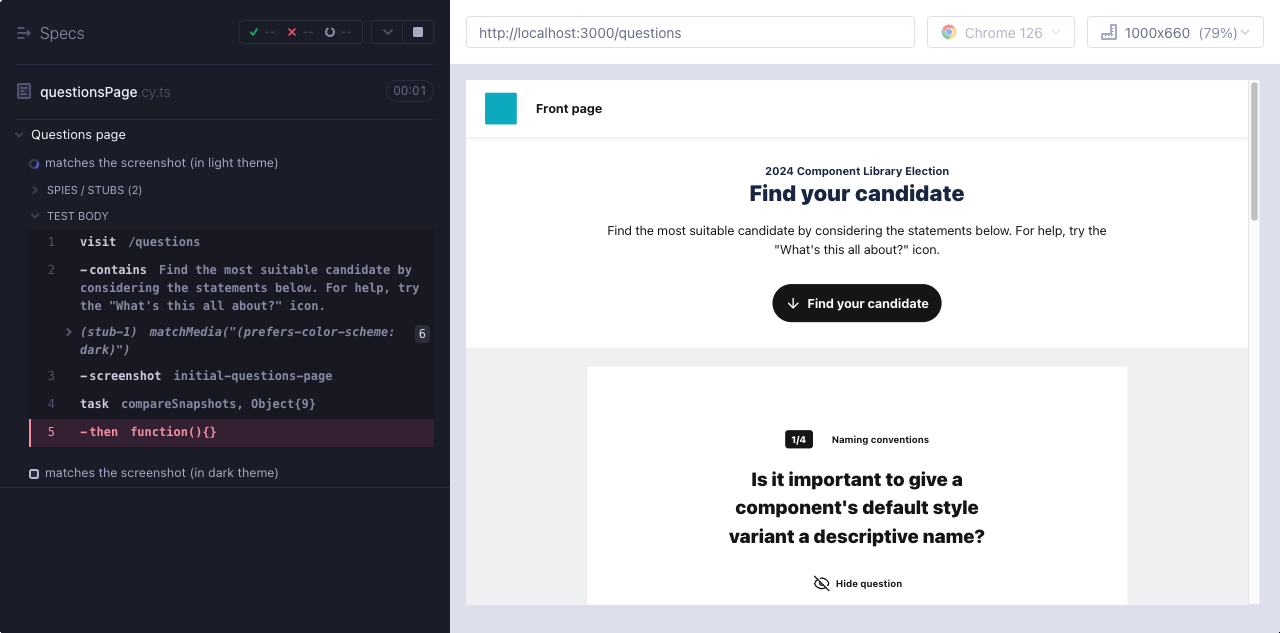 Specs
-- -- --
questionsPage.cy.ts
00:01
Questions page
matches the screenshot (in light theme)
SPIES / STUBS (2)
TEST BODY
1 visit /questions
2 -contains Find the most suitable candidate by
considering the statements below. For help, try
the "What's this all about?" icon.
(stub-1) matchMedia("(prefers-color-scheme:
dark)")
6
3 -screenshot initial-questions-page
4 task compareSnapshots, Object{9}
5 -then function(){}
matches the screenshot (in dark theme)
http://localhost:3000/questions
Chrome 126
1000x660 (79%)
Front page
2024 Component Library Election
Find your candidate
Find the most suitable candidate by considering the statements below. For help, try the
"What's this all about?" icon.
Find your candidate
1/4 Naming conventions
Is it important to give a
component's default style
variant a descriptive name?
Hide question